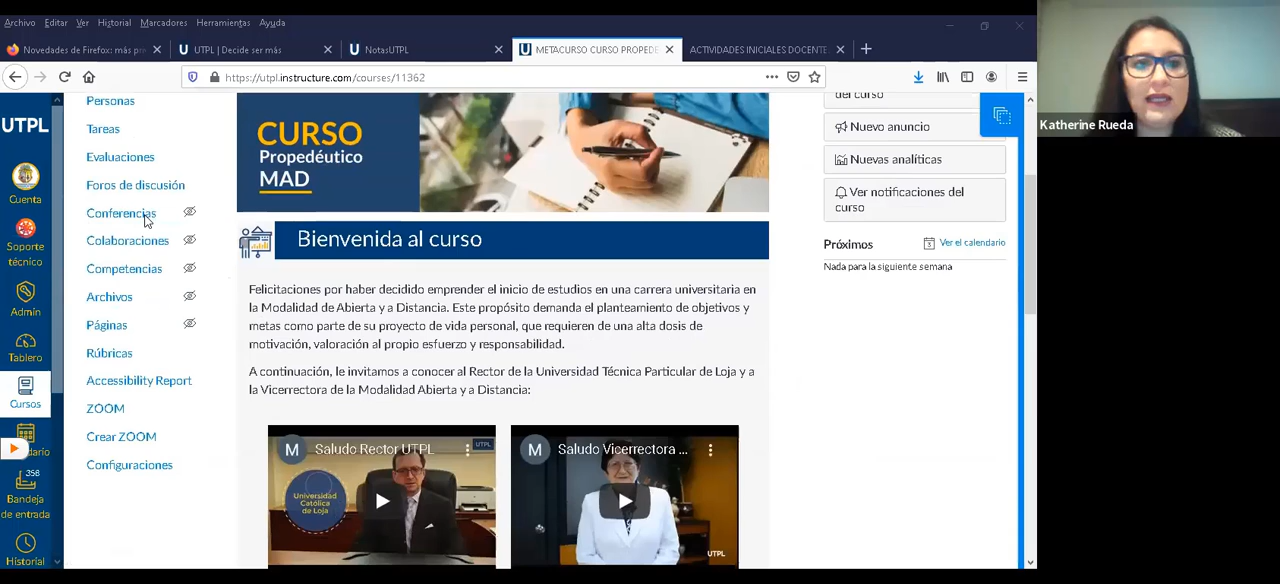 Archivo Editar Ver Historial Marcadores Herramientas Ayuda
Novedades de Firefox: más pr
UTPL | Decide ser más
NotasUTPL
METACURSO CURSO PROPED
ACTIVIDADES INICIALES DOCENTE
https://utpl.instructure.com/courses/11362
UTPL
Cuenta
Soporte
técnico
Admin
Tablero
Cursos
358
Bandeja
de entrada
Historial
Personas
Tareas
Evaluaciones
Foros de discusión
Conferencias
Colaboraciones
Competencias
Archivos
Páginas
Rúbricas
Accessibility Report
ZOOM
Crear ZOOM
Configuraciones
CURSO
Propedéutico
MAD
Bienvenida al curso
Felicitaciones por haber decidido emprender el inicio de estudios en una carrera universitaria en
la Modalidad de Abierta y a Distancia. Este propósito demanda el planteamiento de objetivos y
metas como parte de su proyecto de vida personal, que requieren de una alta dosis de
motivación, valoración al propio esfuerzo y responsabilidad.
A continuación, le invitamos a conocer al Rector de la Universidad Técnica Particular de Loja y a
la Vicerrectora de la Modalidad Abierta y a Distancia:
M Saludo Rector UTPL
UTPL
Universidad
Católica
de Loja
M Saludo Vicerrectora ...
UTPL
del curso
Nuevo anuncio
Nuevas analíticas
Ver notificaciones del
curso
Próximos
Ver el calendario
Nada para la siguiente semana
Katherine Rueda